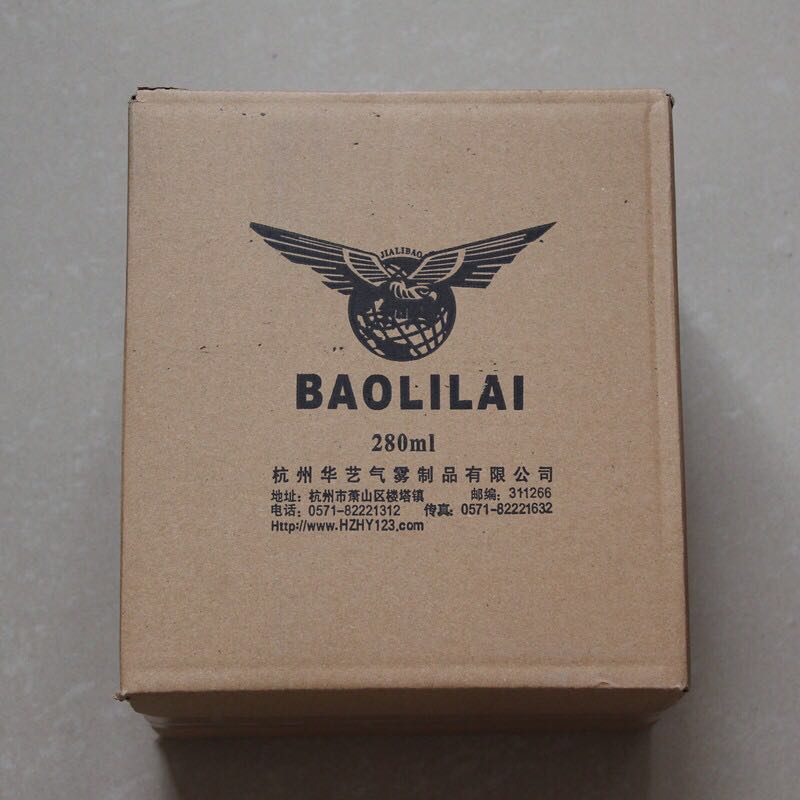 JIALIBAO
BAOLILAI
280ml
杭州华艺气雾制品有限公司
地址：杭州市萧山区楼塔镇 邮编：311266
电话：0571-82221312 传真：0571-82221632
Http://www.HZHY123.com